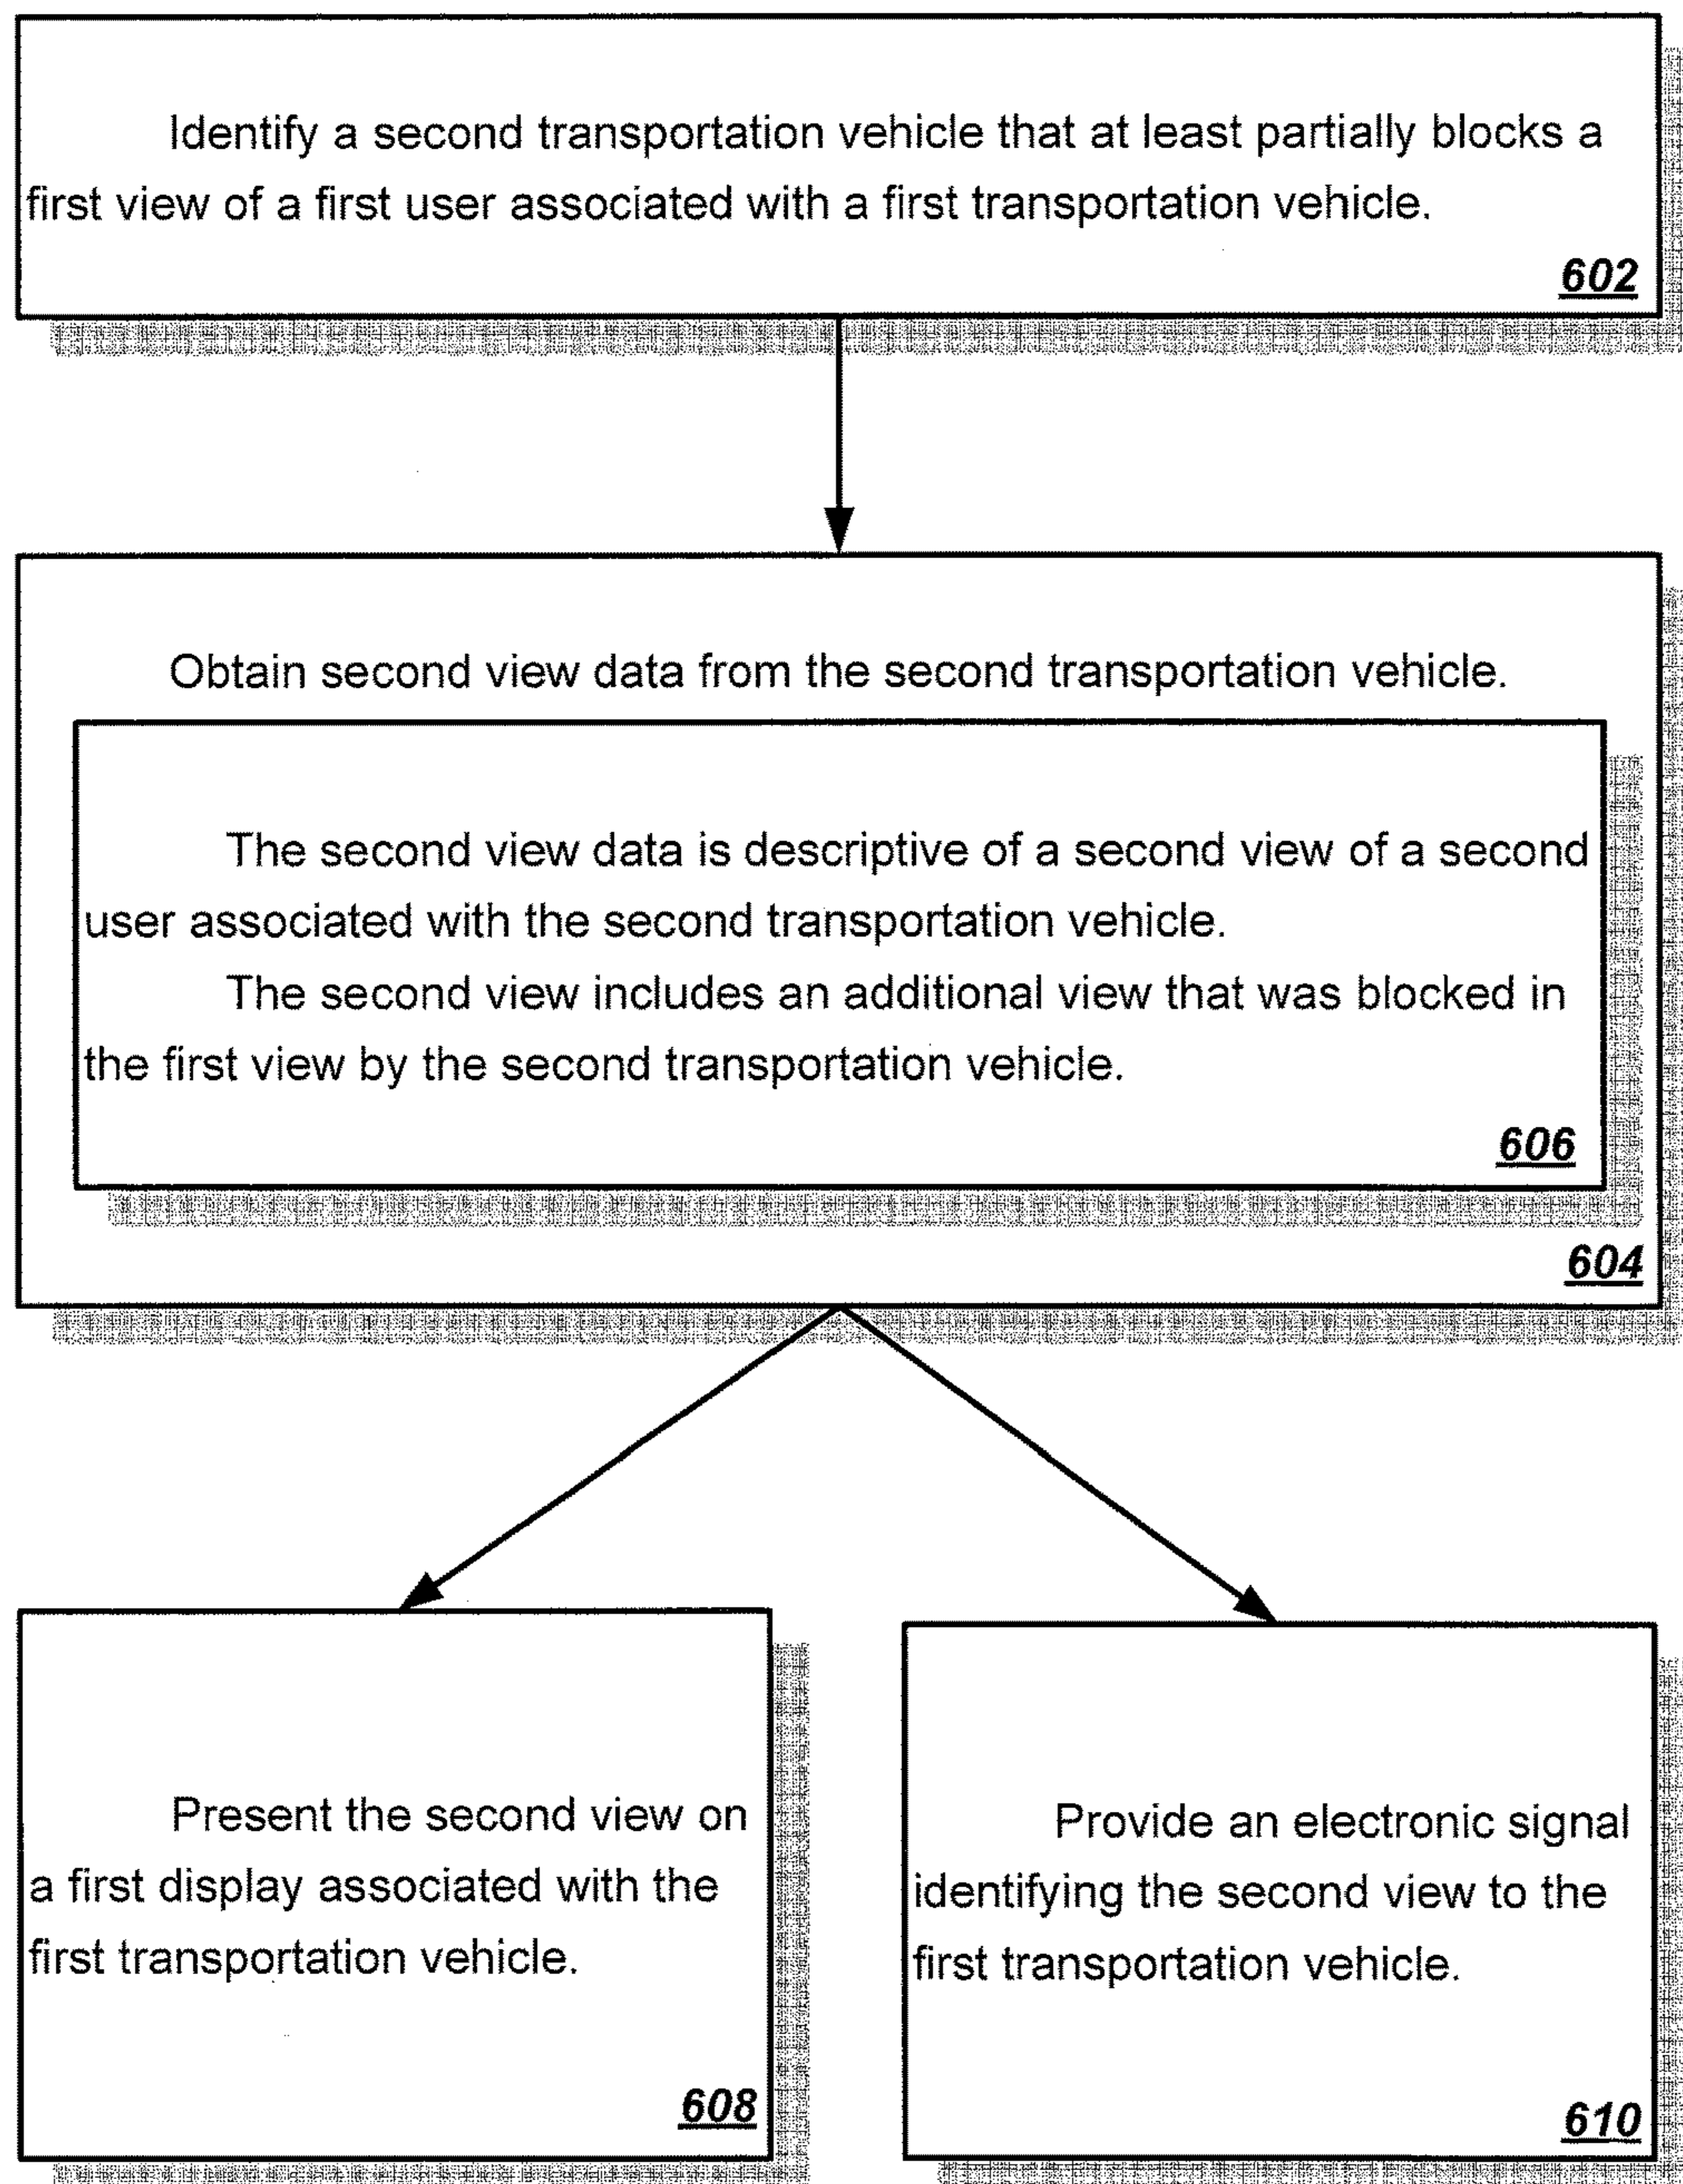 Identify a second transportation vehicle that at least partially blocks a
first view of a first user associated with a first transportation vehicle.
602
Obtain second view data from the second transportation vehicle.
The second view data is descriptive of a second view of a second
user associated with the second transportation vehicle.
The second view includes an additional view that was blocked in
the first view by the second transportation vehicle.
606
604
Present the second view on
a first display associated with the
first transportation vehicle.
608
Provide an electronic signal
identifying the second view to the
first transportation vehicle.
610